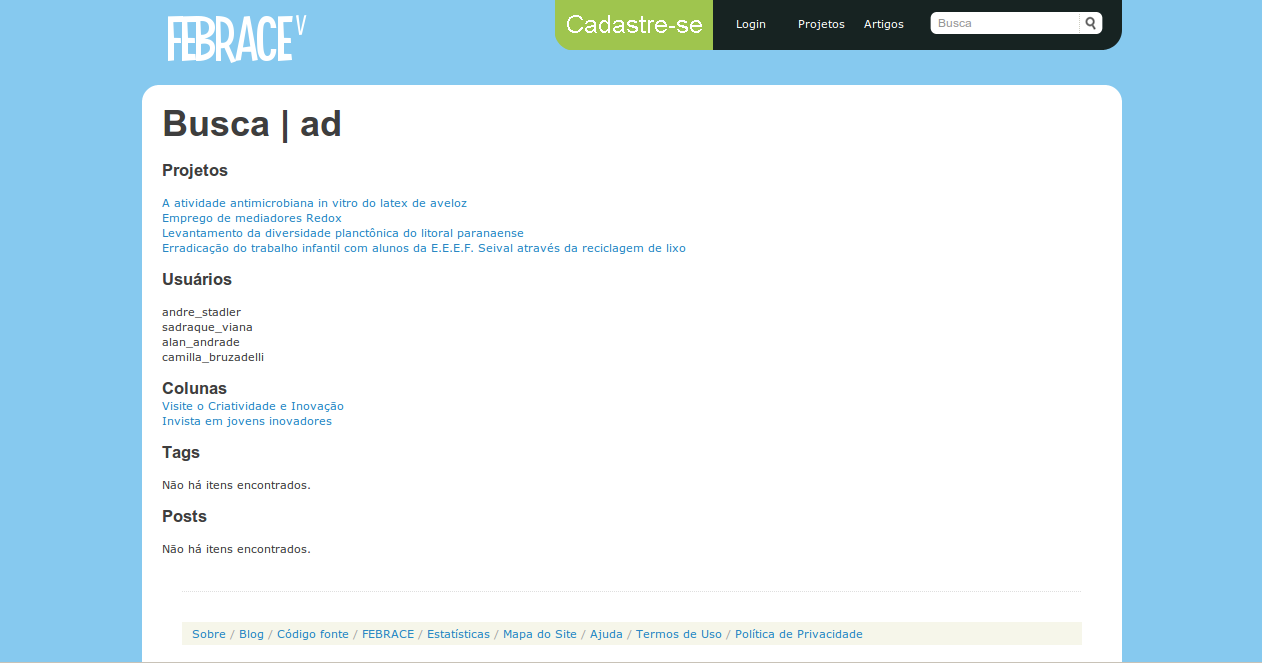 FEBRACE V
Cadastre-se
Login Projetos Artigos Busca
Busca | ad
Projetos
A atividade antimicrobiana in vitro do latex de aveloz
Emprego de mediadores Redox
Levantamento da diversidade planctônica do litoral paranaense
Erradicação do trabalho infantil com alunos da E.E.E.F. Seival através da reciclagem de lixo
Usuários
andre_stadler
sadraque_viana
alan_andrade
camilla_bruzadelli
Colunas
Visite o Criatividade e Inovação
Invista em jovens inovadores
Tags
Não há itens encontrados.
Posts
Não há itens encontrados.
Sobre / Blog / Código fonte / FEBRACE / Estatísticas / Mapa do Site / Ajuda / Termos de Uso / Política de Privacidade